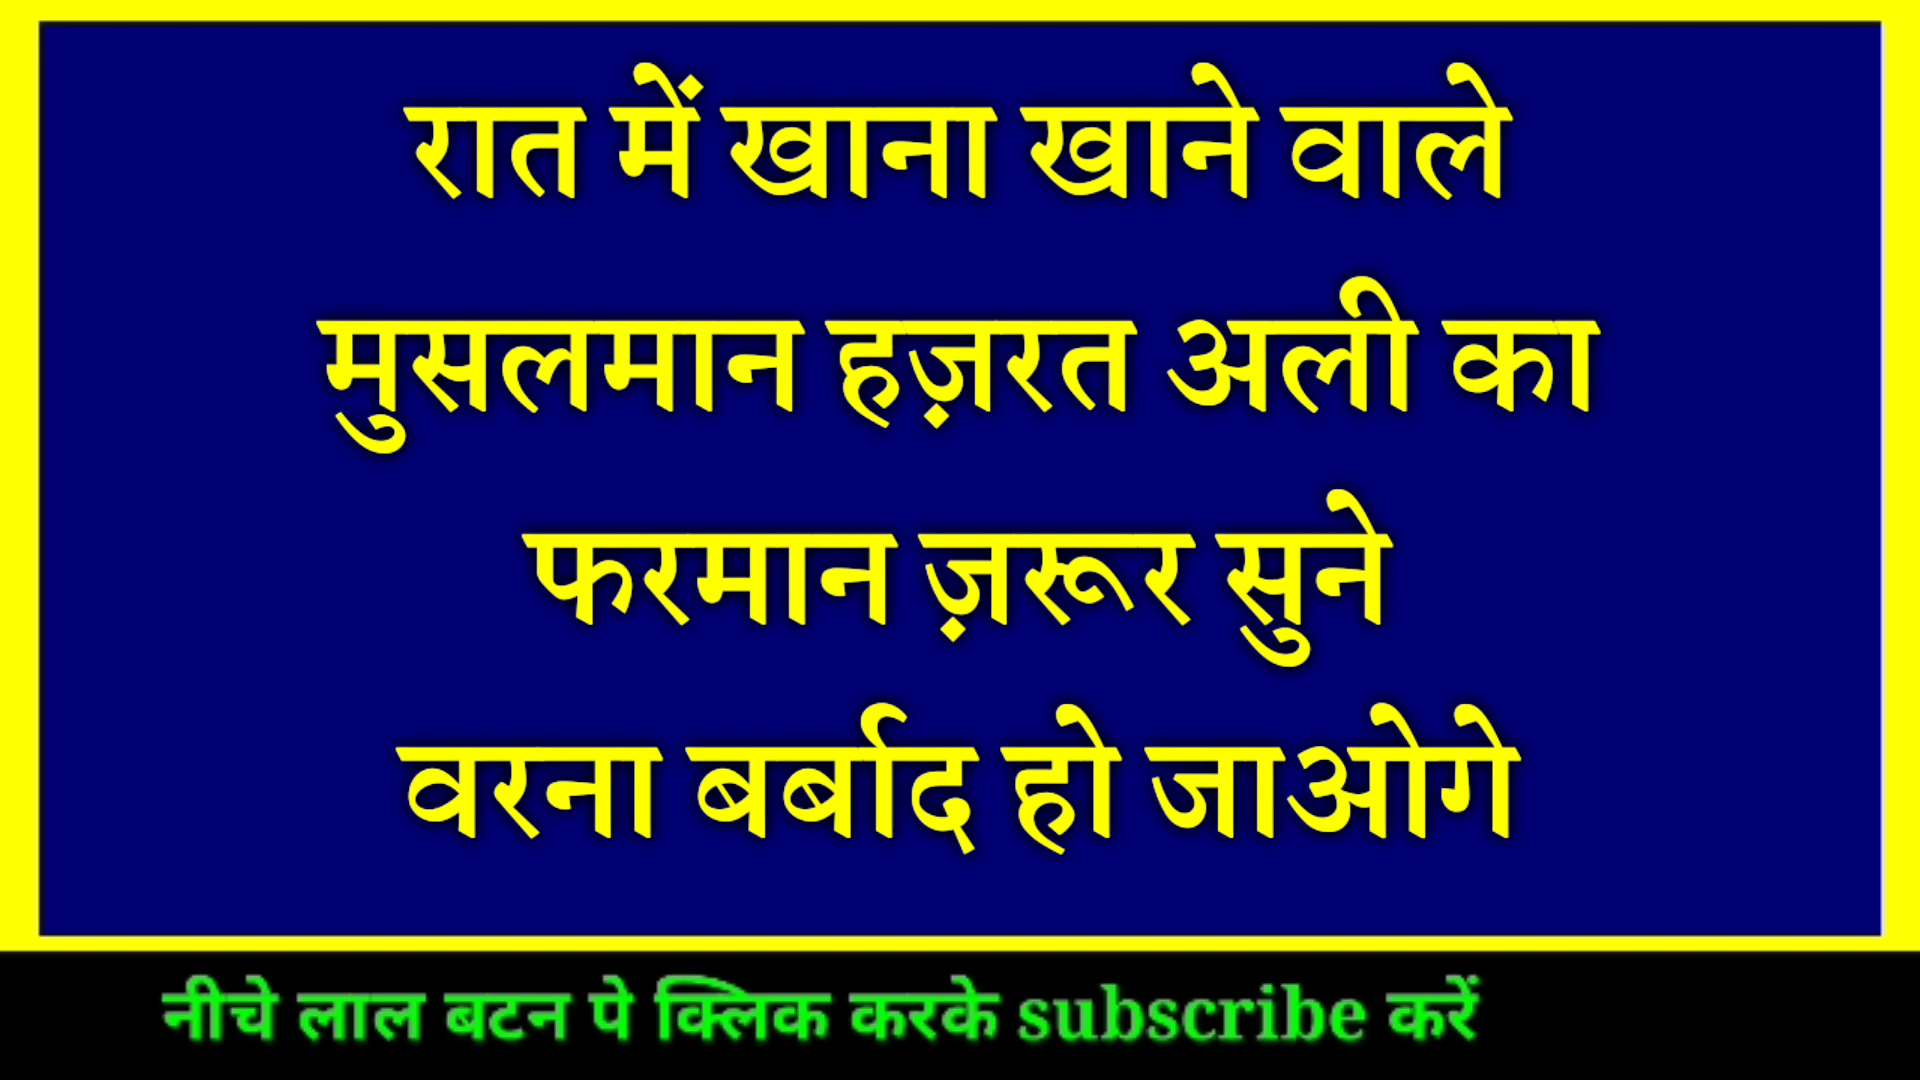 रात में खाना खाने वाले
मुसलमान हज़रत अली का
फरमान ज़रूर सुने
वरना बर्बाद हो जाओगे
नीचे लाल बटन पे क्लिक करके subscribe करें